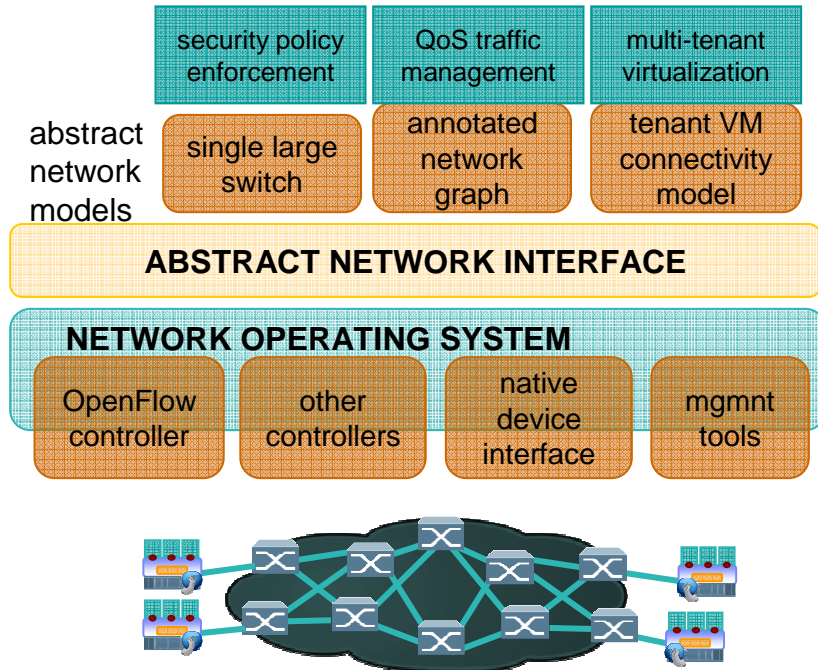 security policy
enforcement
QoS traffic
management
multi-tenant
virtualization
abstract
network
models
single large
switch
annotated
network
graph
tenant VM
connectivity
model
ABSTRACT NETWORK INTERFACE
NETWORK OPERATING SYSTEM
OpenFlow
controller
other
controllers
native
device
interface
mgmnt
tools